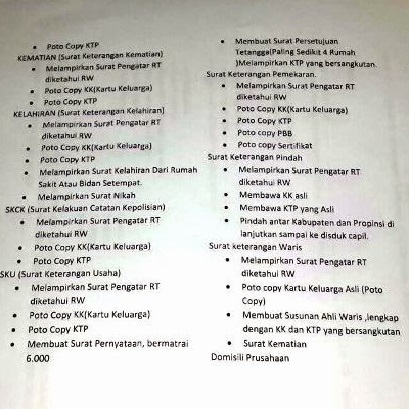 • Poto Copy KTP
KEMATIAN (Surat Keterangan Kematian)
• Melampirkan Surat Pengatar RT
diketahui RW
• Poto Copy KK(Kartu Keluarga)
• Poto Copy KTP
KELAHIRAN (Surat Keterangan Kelahiran)
• Melampirkan Surat Pengatar RT
diketahui RW
• Poto Copy KK(Kartu Keluarga)
• Poto Copy KTP
• Melampirkan Surat Kelahiran Dari Rumah
Sakit Atau Bidan Setempat.
• Melampirkan Surat Nikah
SKCK (Surat Kelakuan Catatan Kepolisian)
• Melampirkan Surat Pengatar RT
diketahui RW
• Poto Copy KK(Kartu Keluarga)
• Poto Copy KTP
SKU (Surat Keterangan Usaha)
• Melampirkan Surat Pengatar RT
diketahui RW
• Poto Copy KK(Kartu Keluarga)
• Poto Copy KTP
• Membuat Surat Pernyataan, bermatrai
6.000
• Membuat Surat Persetujuan
Tetangga(Paling Sedikit 4 Rumah
)Melampirkan KTP yang bersangkutan.
Surat Keterangan Pemekaran.
• Melampirkan Surat Pengatar RT
diketahui RW
• Poto Copy KK(Kartu Keluarga)
• Poto Copy KTP
• Poto copy PBB
• Poto copy Sertifikat
Surat Keterangan Pindah
• Melampirkan Surat Pengatar RT.
diketahui RW
• Membawa KK asli
• Membawa KTP yang Asli
• Pindah antar Kabupaten dan Propinsi di
lanjutkan sampai ke disduk capil.
Surat keterangan Waris
• Melampirkan Surat Pengatar RT
diketahui RW
• Poto copy Kartu Keluarga Asli (Poto
Copy)
• Membuat Susunan Ahli Waris ,lengkap
dengan KK dan KTP yang bersangkutan
• Surat Kematian
Domisili Prusahaan